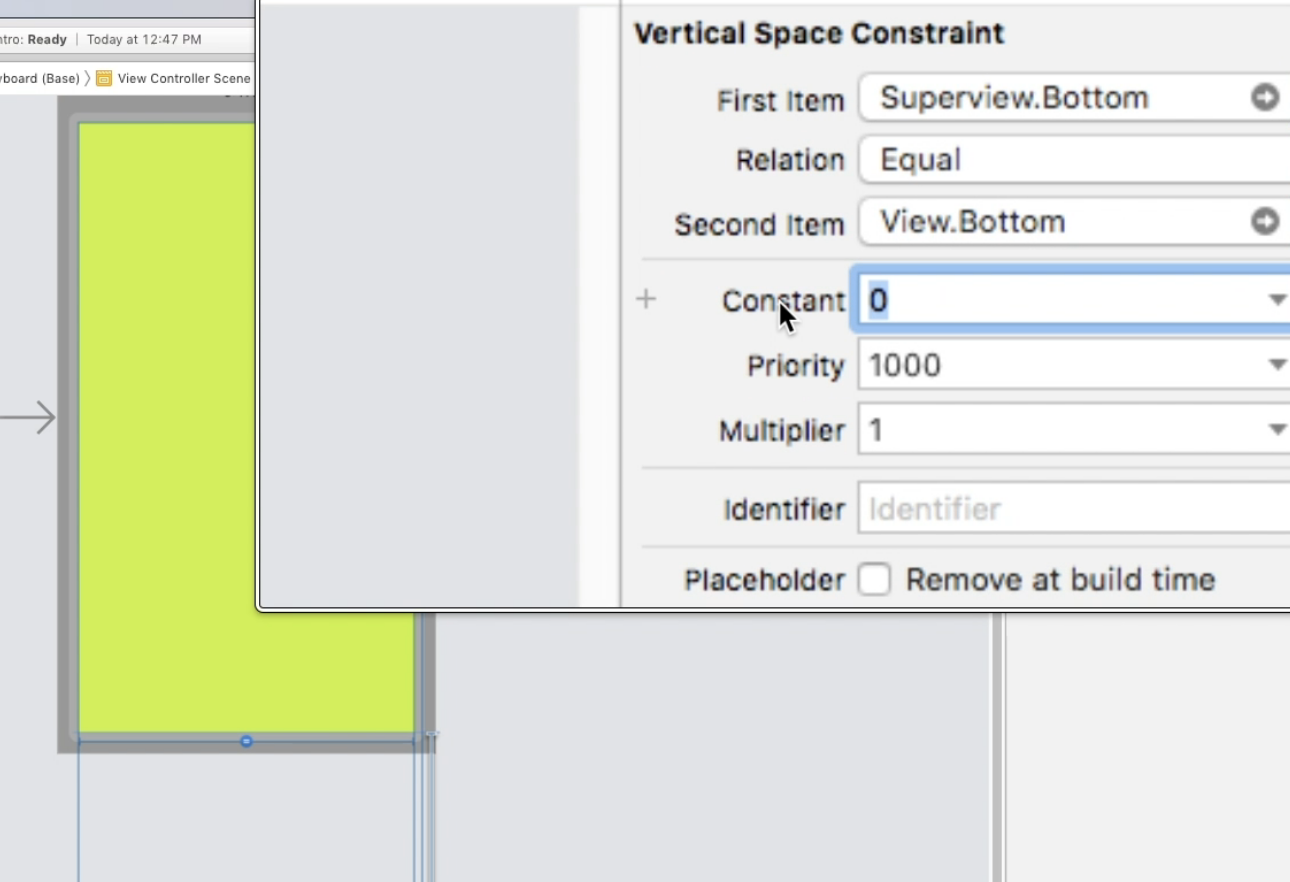 ntro: Ready | Today at 12:47 PM
yboard (Base) 〉 View Controller Scene
Vertical Space Constraint
First Item Superview.Bottom
Relation Equal
Second Item View.Bottom
+ Constant 0
Priority 1000
Multiplier 1
Identifier Identifier
Placeholder Remove at build time